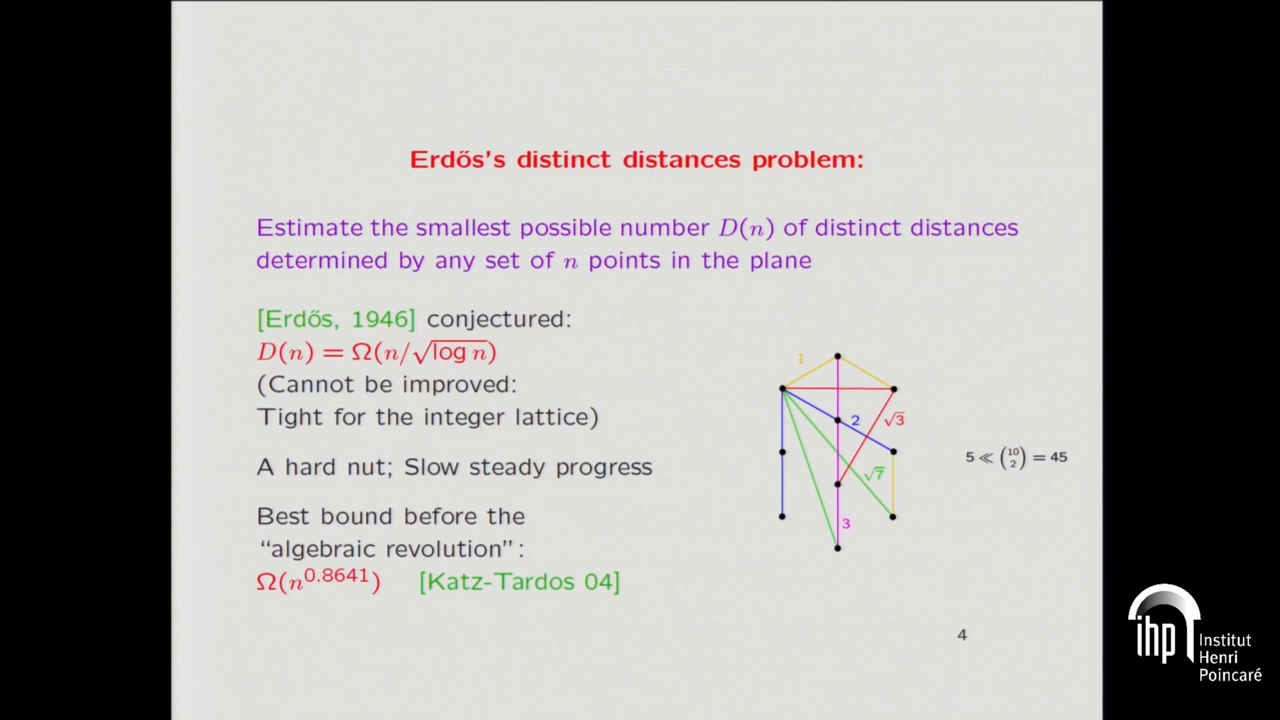 Erdős's distinct distances problem:
Estimate the smallest possible number D(n) of distinct distances
determined by any set of n points in the plane
[Erdős, 1946] conjectured:
D(n) = Ω(n/√log n)
(Cannot be improved:
Tight for the integer lattice)
A hard nut; Slow steady progress
Best bound before the
"algebraic revolution":
Ω(n^0.8641) [Katz-Tardos 04]
1
2
√3
√7
3
5 ≪ (10 2) = 45
4
ihp Institut
Henri
Poincaré